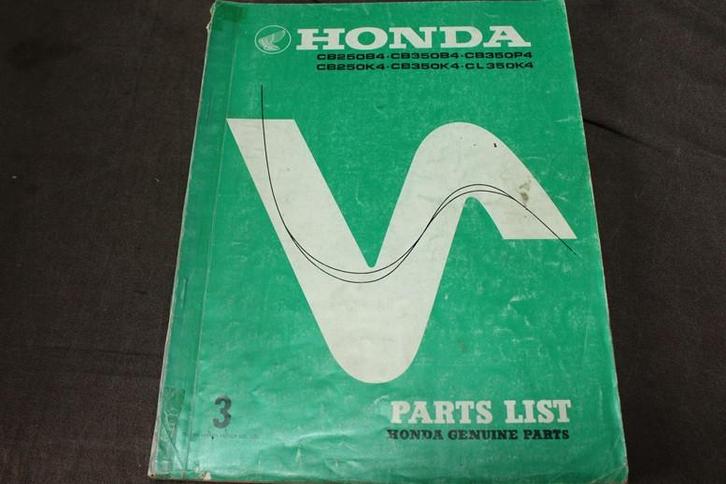 HONDA
CB250B4·CB350B4·CB350P4
CB250K4·CB350K4·CL350K4
3
PARTS LIST
HONDA GENUINE PARTS